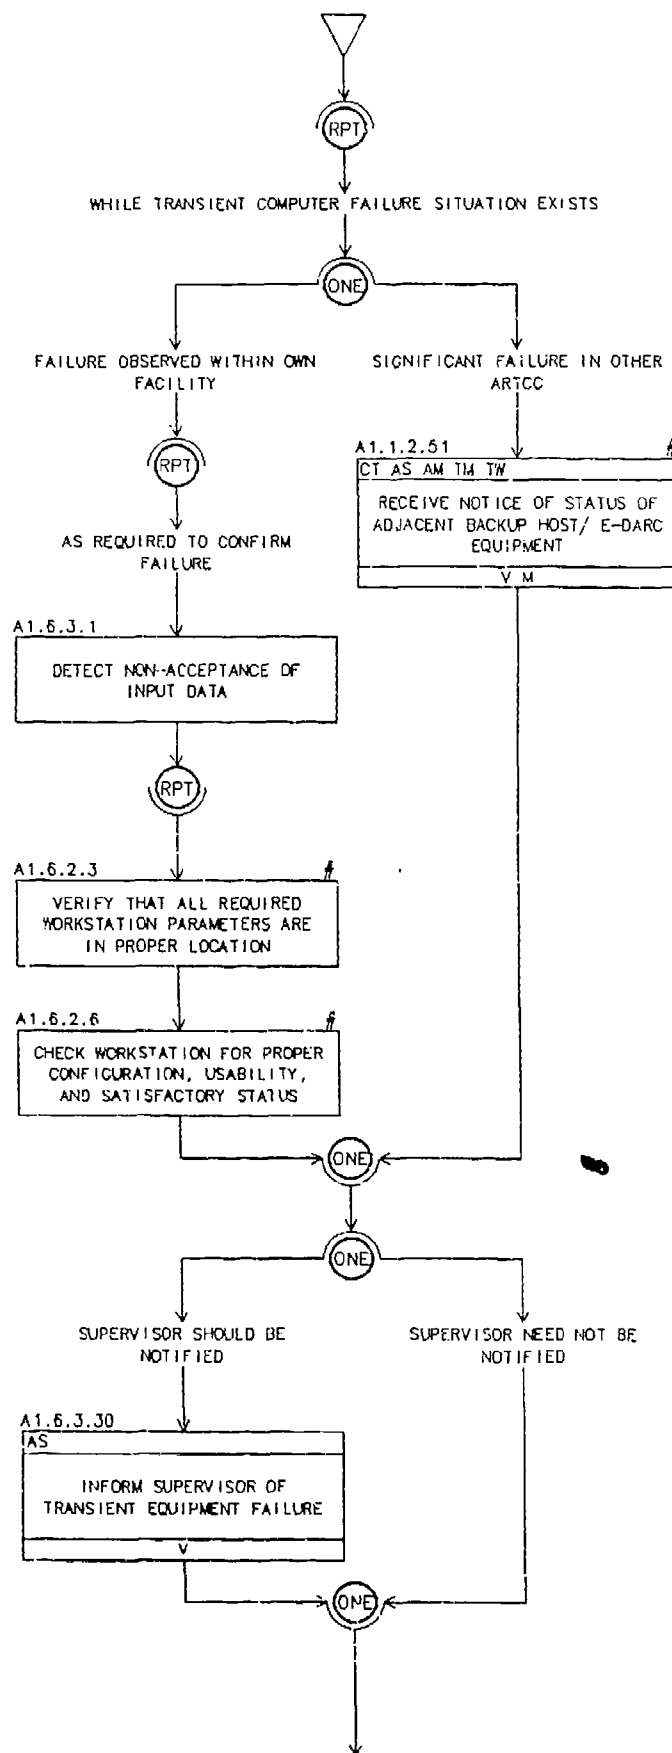 RPT
WHILE TRANSIENT COMPUTER FAILURE SITUATION EXISTS
ONE
FAILURE OBSERVED WITHIN OWN
FACILITY
RPT
AS REQUIRED TO CONFIRM
FAILURE
A1.6.3.1
DETECT NON-ACCEPTANCE OF
INPUT DATA
RPT
A1.6.2.3 #
VERIFY THAT ALL REQUIRED
WORKSTATION PARAMETERS ARE
IN PROPER LOCATION
A1.6.2.6 #
CHECK WORKSTATION FOR PROPER
CONFIGURATION, USABILITY,
AND SATISFACTORY STATUS
SIGNIFICANT FAILURE IN OTHER
ARTCC
A1.1.2.51 #
CT AS AM TM TW
RECEIVE NOTICE OF STATUS OF
ADJACENT BACKUP HOST/ E-DARC
EQUIPMENT
V M
ONE
ONE
SUPERVISOR SHOULD BE
NOTIFIED
A1.6.3.30
AS
INFORM SUPERVISOR OF
TRANSIENT EQUIPMENT FAILURE
V
SUPERVISOR NEED NOT BE
NOTIFIED
ONE